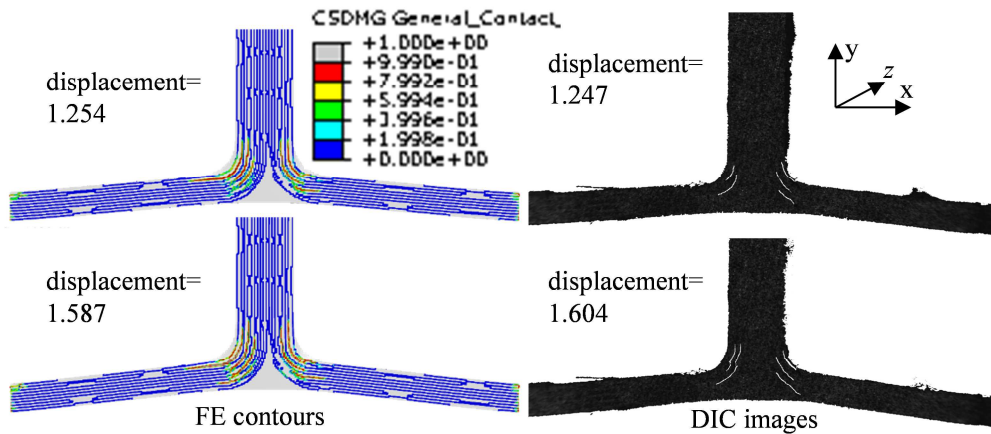 CSDMG General_Contact_
+1.000e+00
+9.990e-01
+7.992e-01
+5.994e-01
+3.996e-01
+1.998e-01
+0.000e+00
displacement=
1.254
displacement=
1.247
y
z
x
displacement=
1.587
displacement=
1.604
FE contours
DIC images